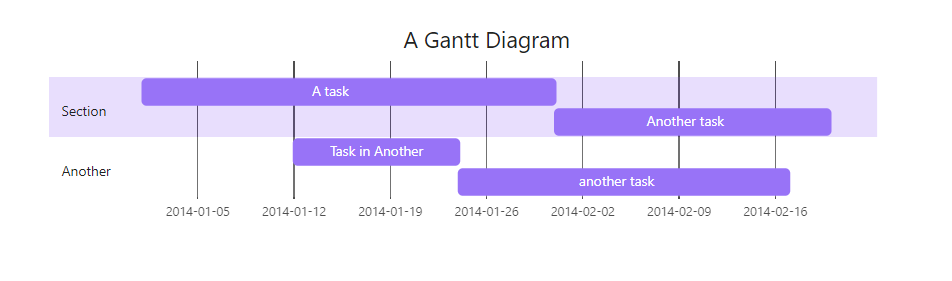 A Gantt Diagram
A task
Section
Another task
Task in Another
Another
another task
2014-01-05 2014-01-12 2014-01-19 2014-01-26 2014-02-02 2014-02-09 2014-02-16